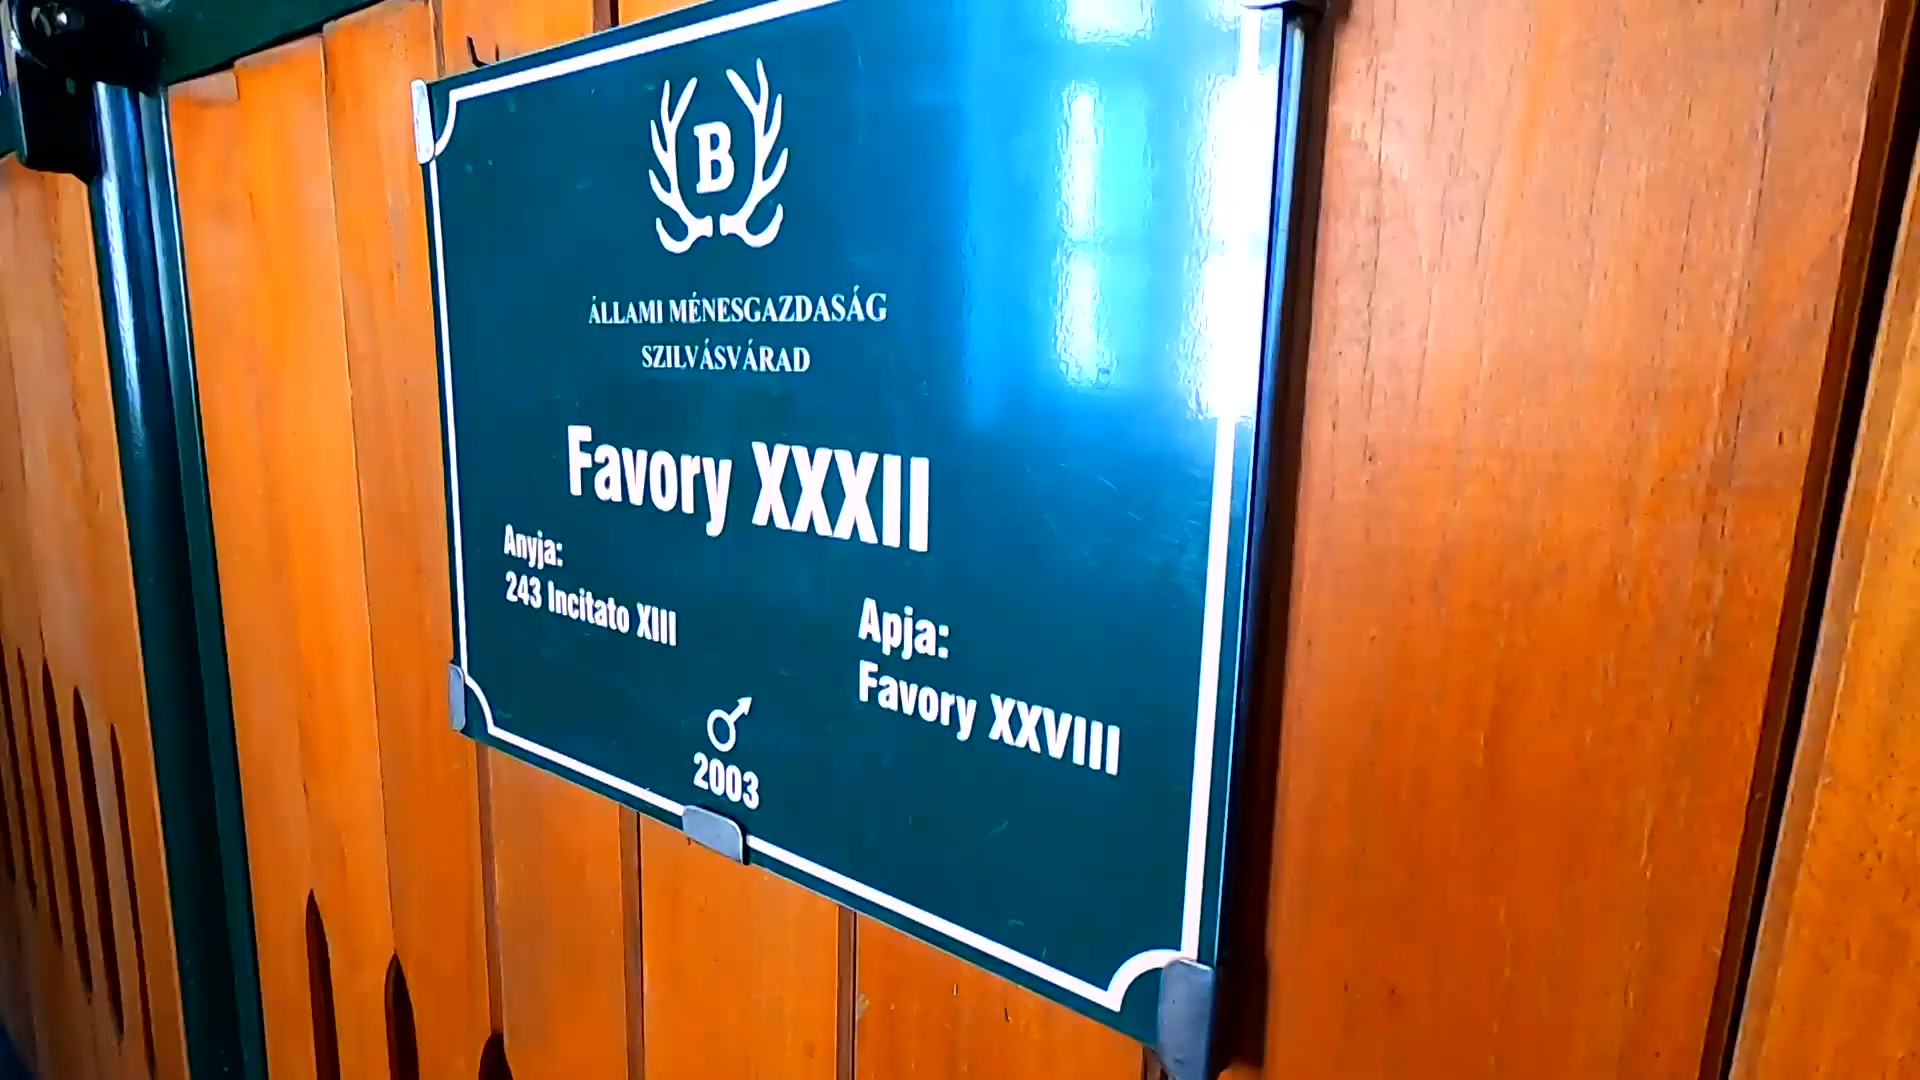 B
ÁLLAMI MÉNESGAZDASÁG
SZILVÁSVÁRAD
Favory XXXII
Anyja:
243 Incitato XIII
Apja:
Favory XXVIII
♂
2003